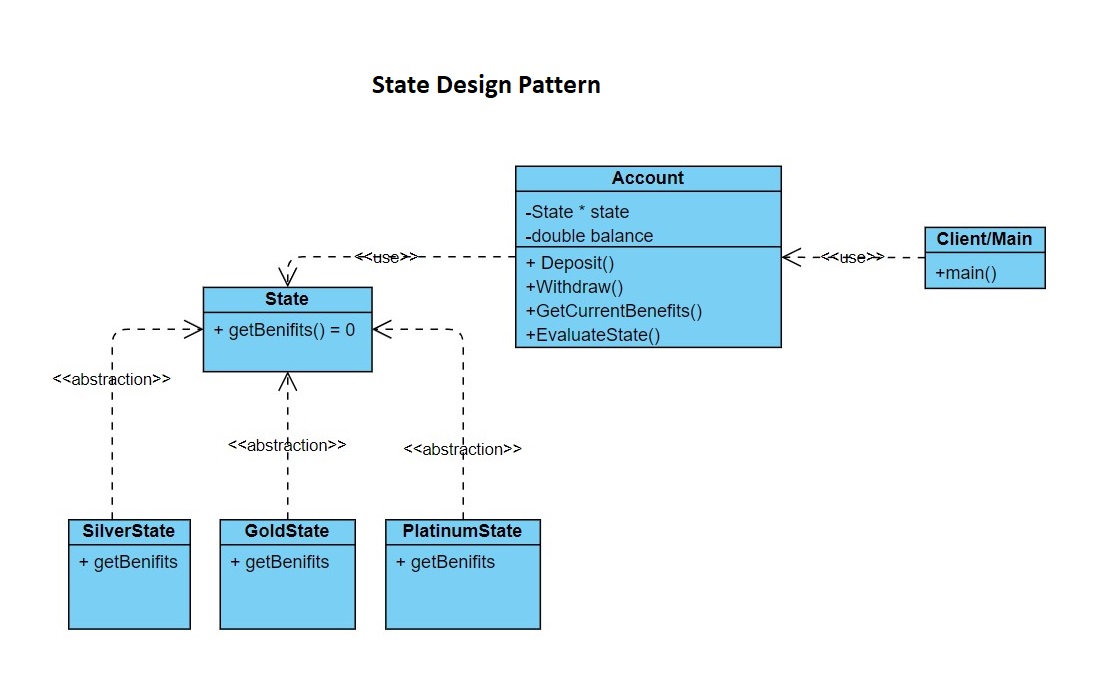 State Design Pattern
Account
-State * state
-double balance
+ Deposit()
+Withdraw()
+GetCurrentBenefits()
+EvaluateState()
<<use>>
Client/Main
+main()
<<use>>
State
+ getBenifits() = 0
<<abstraction>>
<<abstraction>>
<<abstraction>>
SilverState
+ getBenifits
GoldState
+ getBenifits
PlatinumState
+ getBenifits